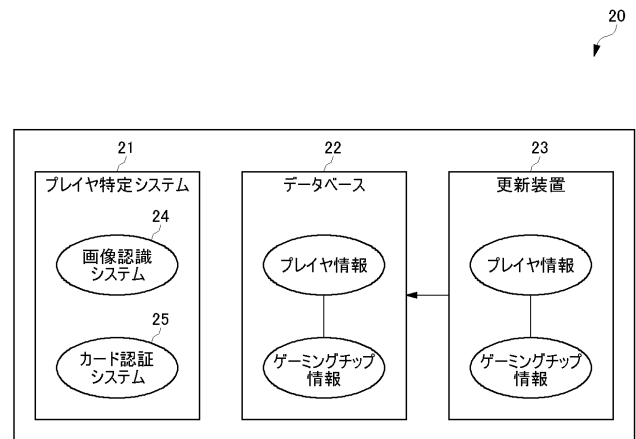 20
21
プレイヤ特定システム
24
画像認識
システム
25
カード認証
システム
22
データベース
プレイヤ情報
ゲーミングチップ
情報
23
更新装置
プレイヤ情報
ゲーミングチップ
情報